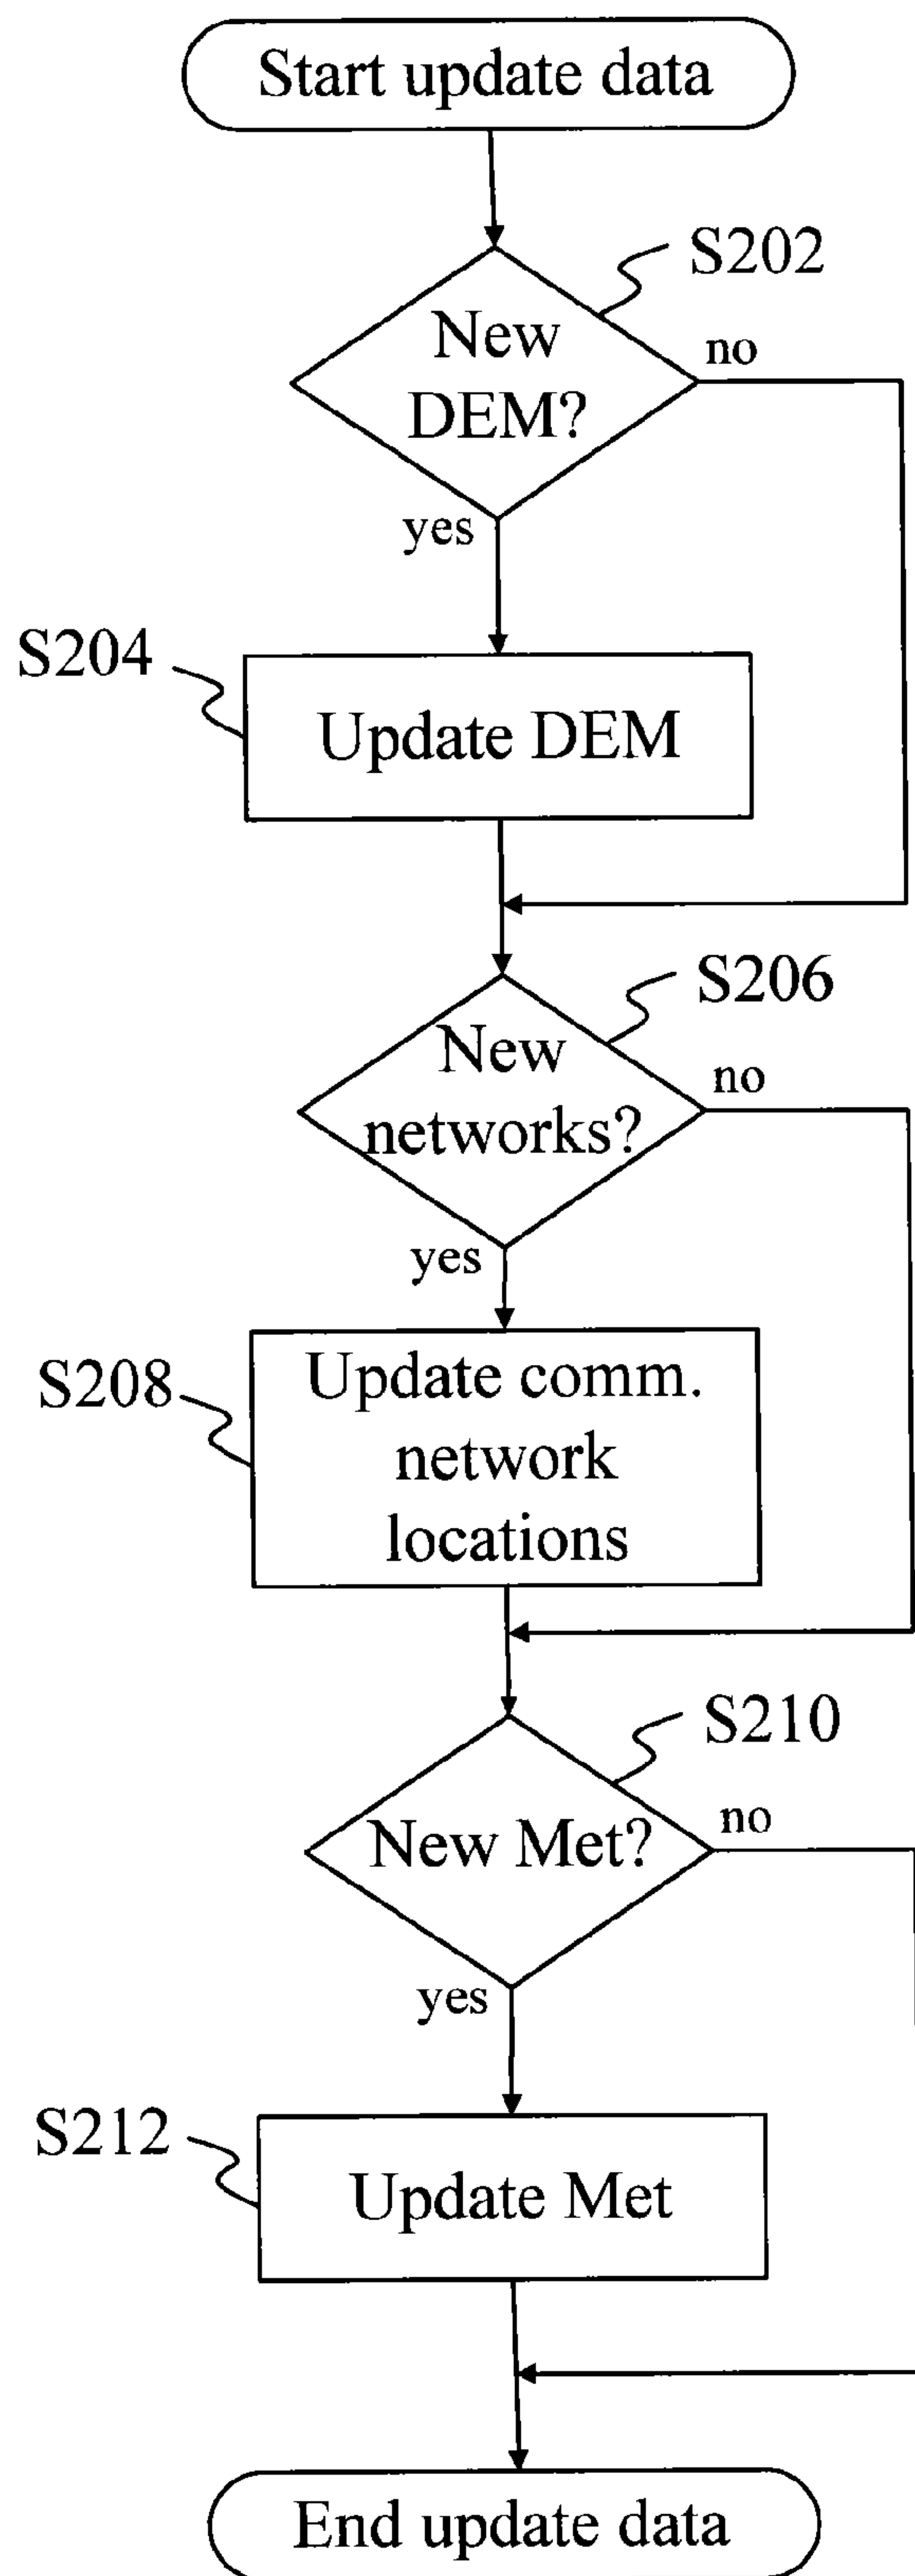 Start update data
S202
New
DEM?
no
yes
S204
Update DEM
S206
New
networks?
no
yes
S208
Update comm.
network
locations
S210
New Met?
no
yes
S212
Update Met
End update data